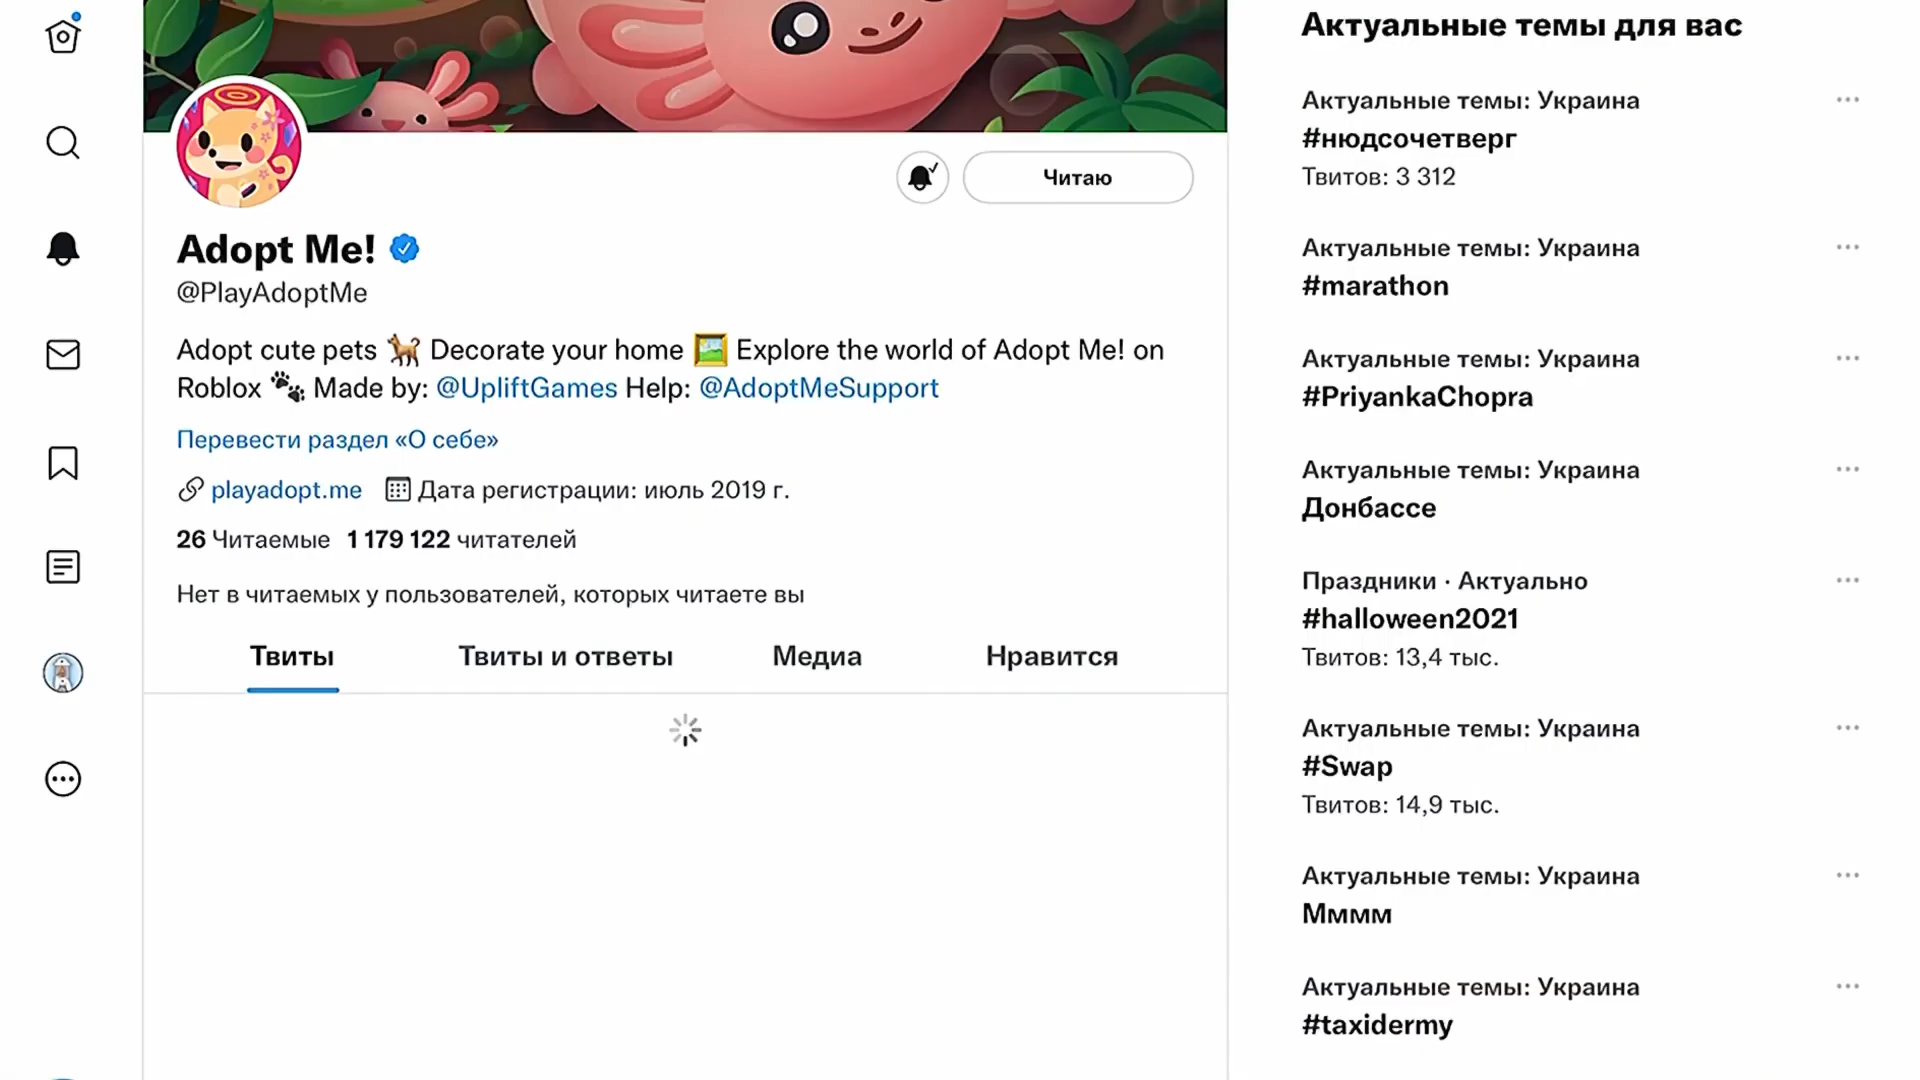 Читаю
Adopt Me!
@PlayAdoptMe
Adopt cute pets 🐕 Decorate your home 🖼️ Explore the world of Adopt Me! on
Roblox 🐾 Made by: @UpliftGames Help: @AdoptMeSupport
Перевести раздел «О себе»
playadopt.me Дата регистрации: июль 2019 г.
26 Читаемые 1 179 122 читателей
Нет в читаемых у пользователей, которых читаете вы
Твиты Твиты и ответы Медиа Нравится
Актуальные темы для вас
Актуальные темы: Украина
#нюдсочетверг
Твитов: 3 312
Актуальные темы: Украина
#marathon
Актуальные темы: Украина
#PriyankaChopra
Актуальные темы: Украина
Донбассе
Праздники · Актуально
#halloween2021
Твитов: 13,4 тыс.
Актуальные темы: Украина
#Swap
Твитов: 14,9 тыс.
Актуальные темы: Украина
Мммм
Актуальные темы: Украина
#taxidermy